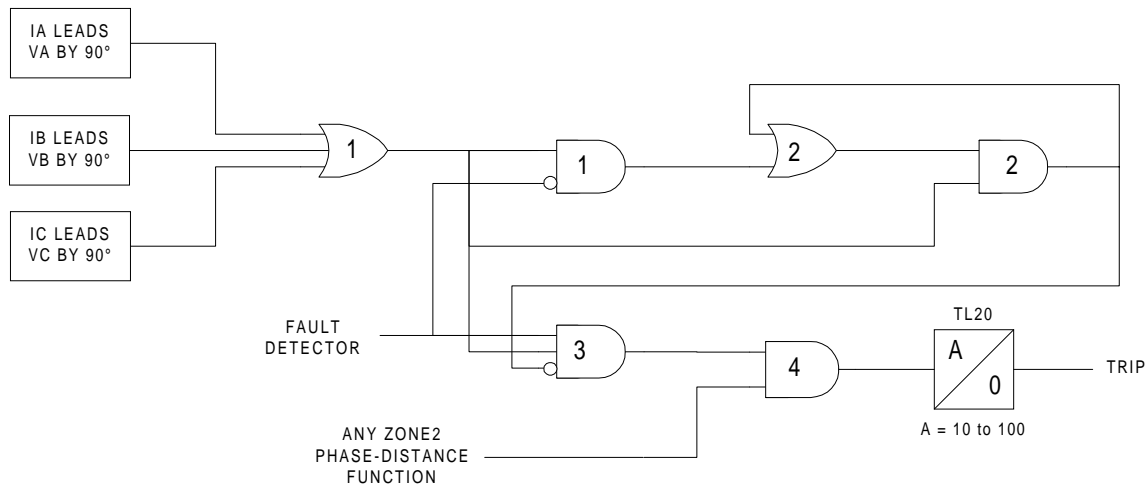 IA LEADS
VA BY 90°
IB LEADS
VB BY 90°
IC LEADS
VC BY 90°
1
1
2
2
FAULT
DETECTOR
3
4
TL20
A
0
TRIP
A = 10 to 100
ANY ZONE2
PHASE-DISTANCE
FUNCTION